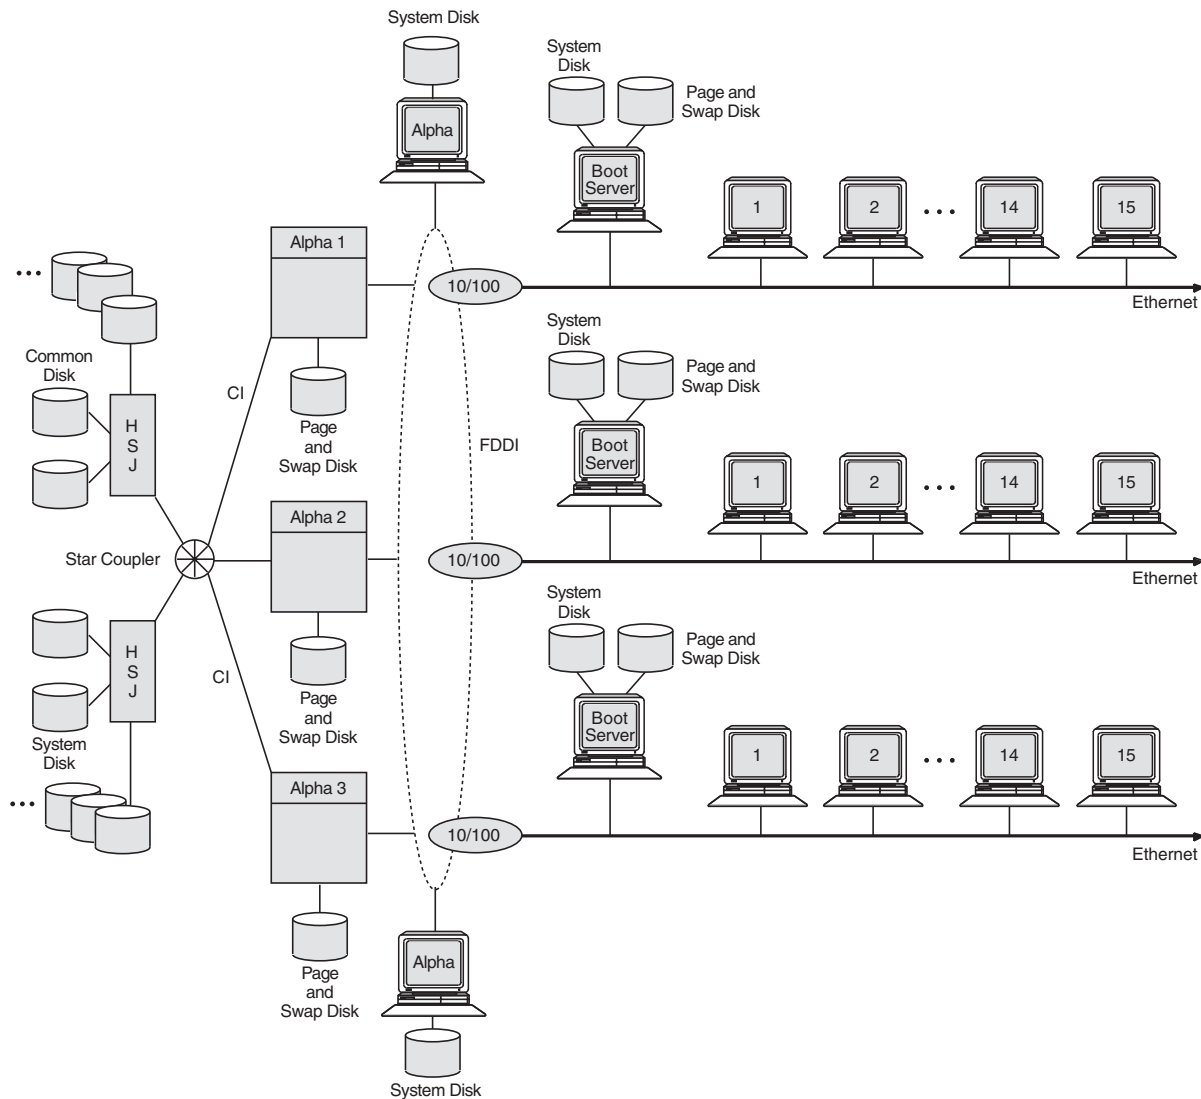 System Disk
Alpha
System
Disk
Page and
Swap Disk
Boot
Server
1
2
• • •
14
15
Ethernet
Alpha 1
10/100
• • •
Common
Disk
H
S
J
CI
Page
and
Swap Disk
FDDI
System
Disk
Page and
Swap Disk
Boot
Server
1
2
• • •
14
15
Ethernet
Alpha 2
10/100
Star Coupler
Page
and
Swap Disk
H
S
J
CI
System
Disk
• • •
System
Disk
Page and
Swap Disk
Boot
Server
1
2
• • •
14
15
Ethernet
Alpha 3
10/100
Page
and
Swap Disk
Alpha
System Disk